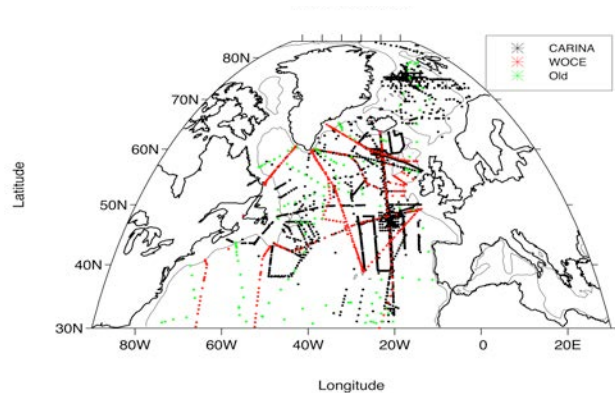 CARINA
WOCE
Old
80N
70N
60N
50N
40N
30N
Latitude
80W 60W 40W 20W 0 20E
Longitude